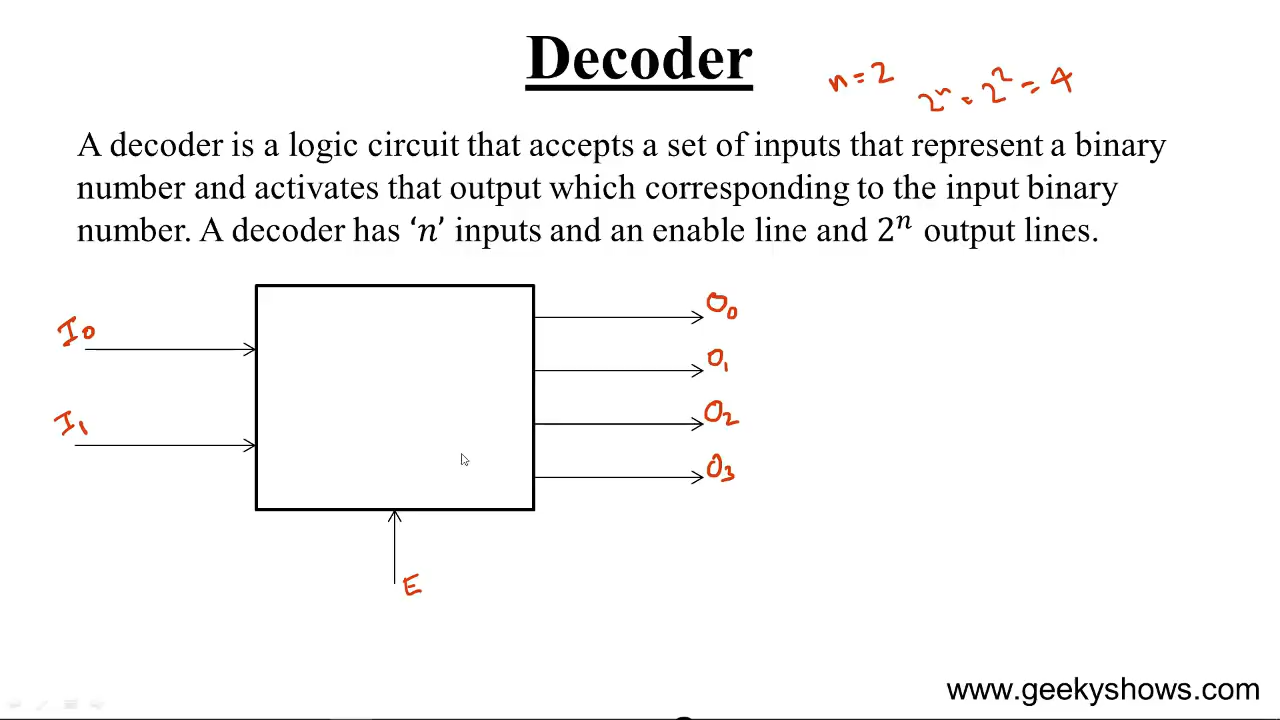 Decoder
n = 2
2ⁿ = 2² = 4
A decoder is a logic circuit that accepts a set of inputs that represent a binary
number and activates that output which corresponding to the input binary
number. A decoder has ‘n’ inputs and an enable line and 2ⁿ output lines.
I₀
I₁
O₀
O₁
O₂
O₃
E
www.geekyshows.com